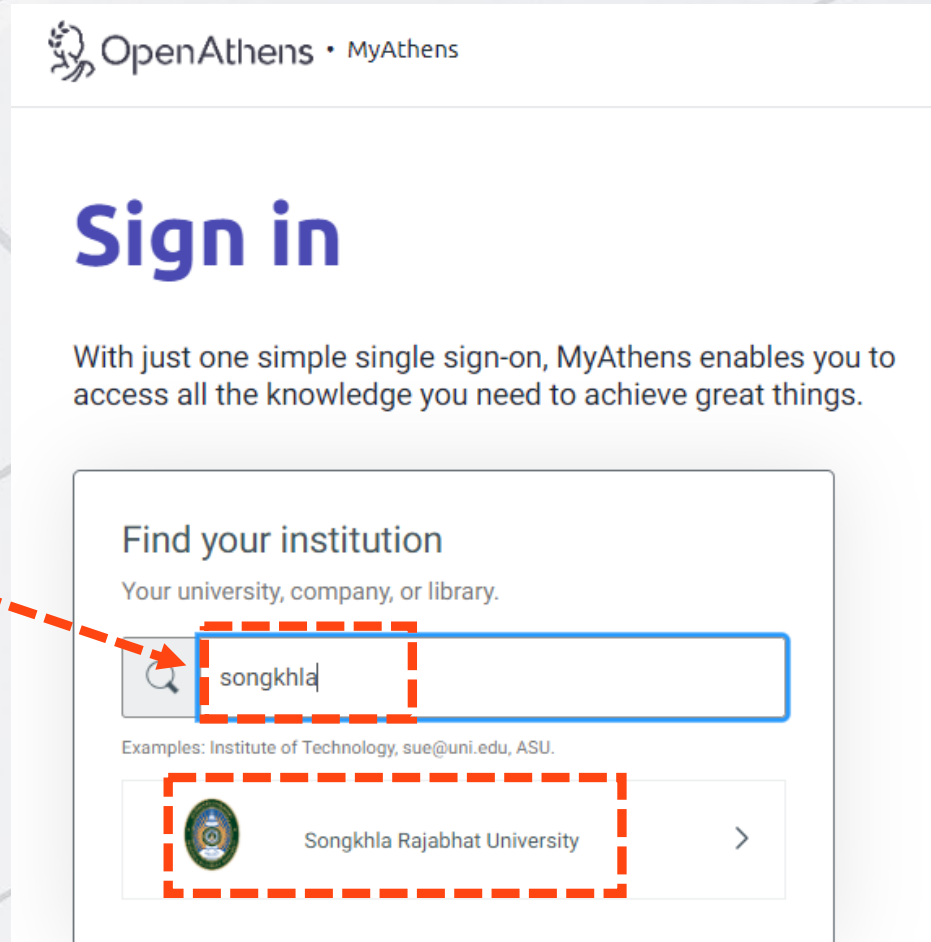 OpenAthens • MyAthens
Sign in
With just one simple single sign-on, MyAthens enables you to
access all the knowledge you need to achieve great things.
Find your institution
Your university, company, or library.
songkhla
Examples: Institute of Technology, sue@uni.edu, ASU.
Songkhla Rajabhat University